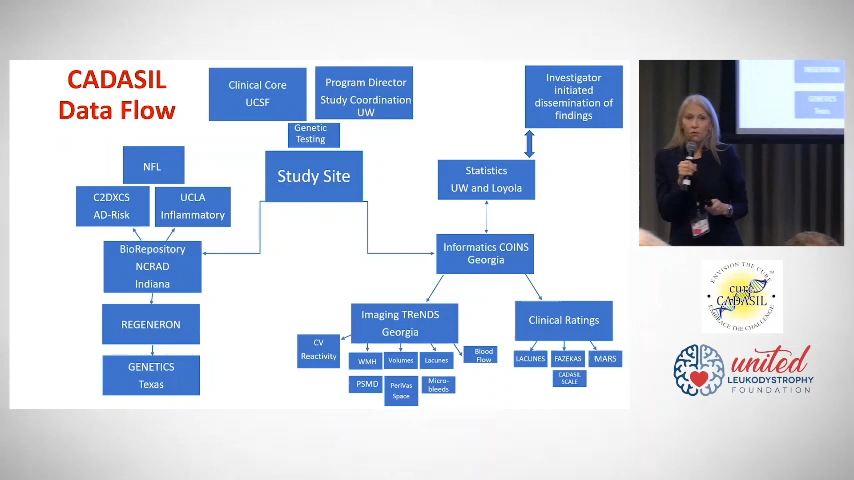 CADASIL
Data Flow
Clinical Core
UCSF
Program Director
Study Coordination
UW
Genetic
Testing
Study Site
Investigator
initiated
dissemination of
findings
Statistics
UW and Loyola
Informatics COINS
Georgia
NFL
C2DXCS
AD-Risk
UCLA
Inflammatory
BioRepository
NCRAD
Indiana
REGENERON
GENETICS
Texas
Imaging TReNDS
Georgia
CV
Reactivity
WMH
Volumes
Lacunes
Blood
Flow
PSMD
PeriVas
Space
Micro-
bleeds
Clinical Ratings
LACUNES
FAZEKAS
MARS
CADASIL
SCALE
REGENERON
GENETICS
Texas
ENVISION THE CURE
cure
CADASIL
EMBRACE THE CHALLENGE
united
LEUKODYSTROPHY
FOUNDATION